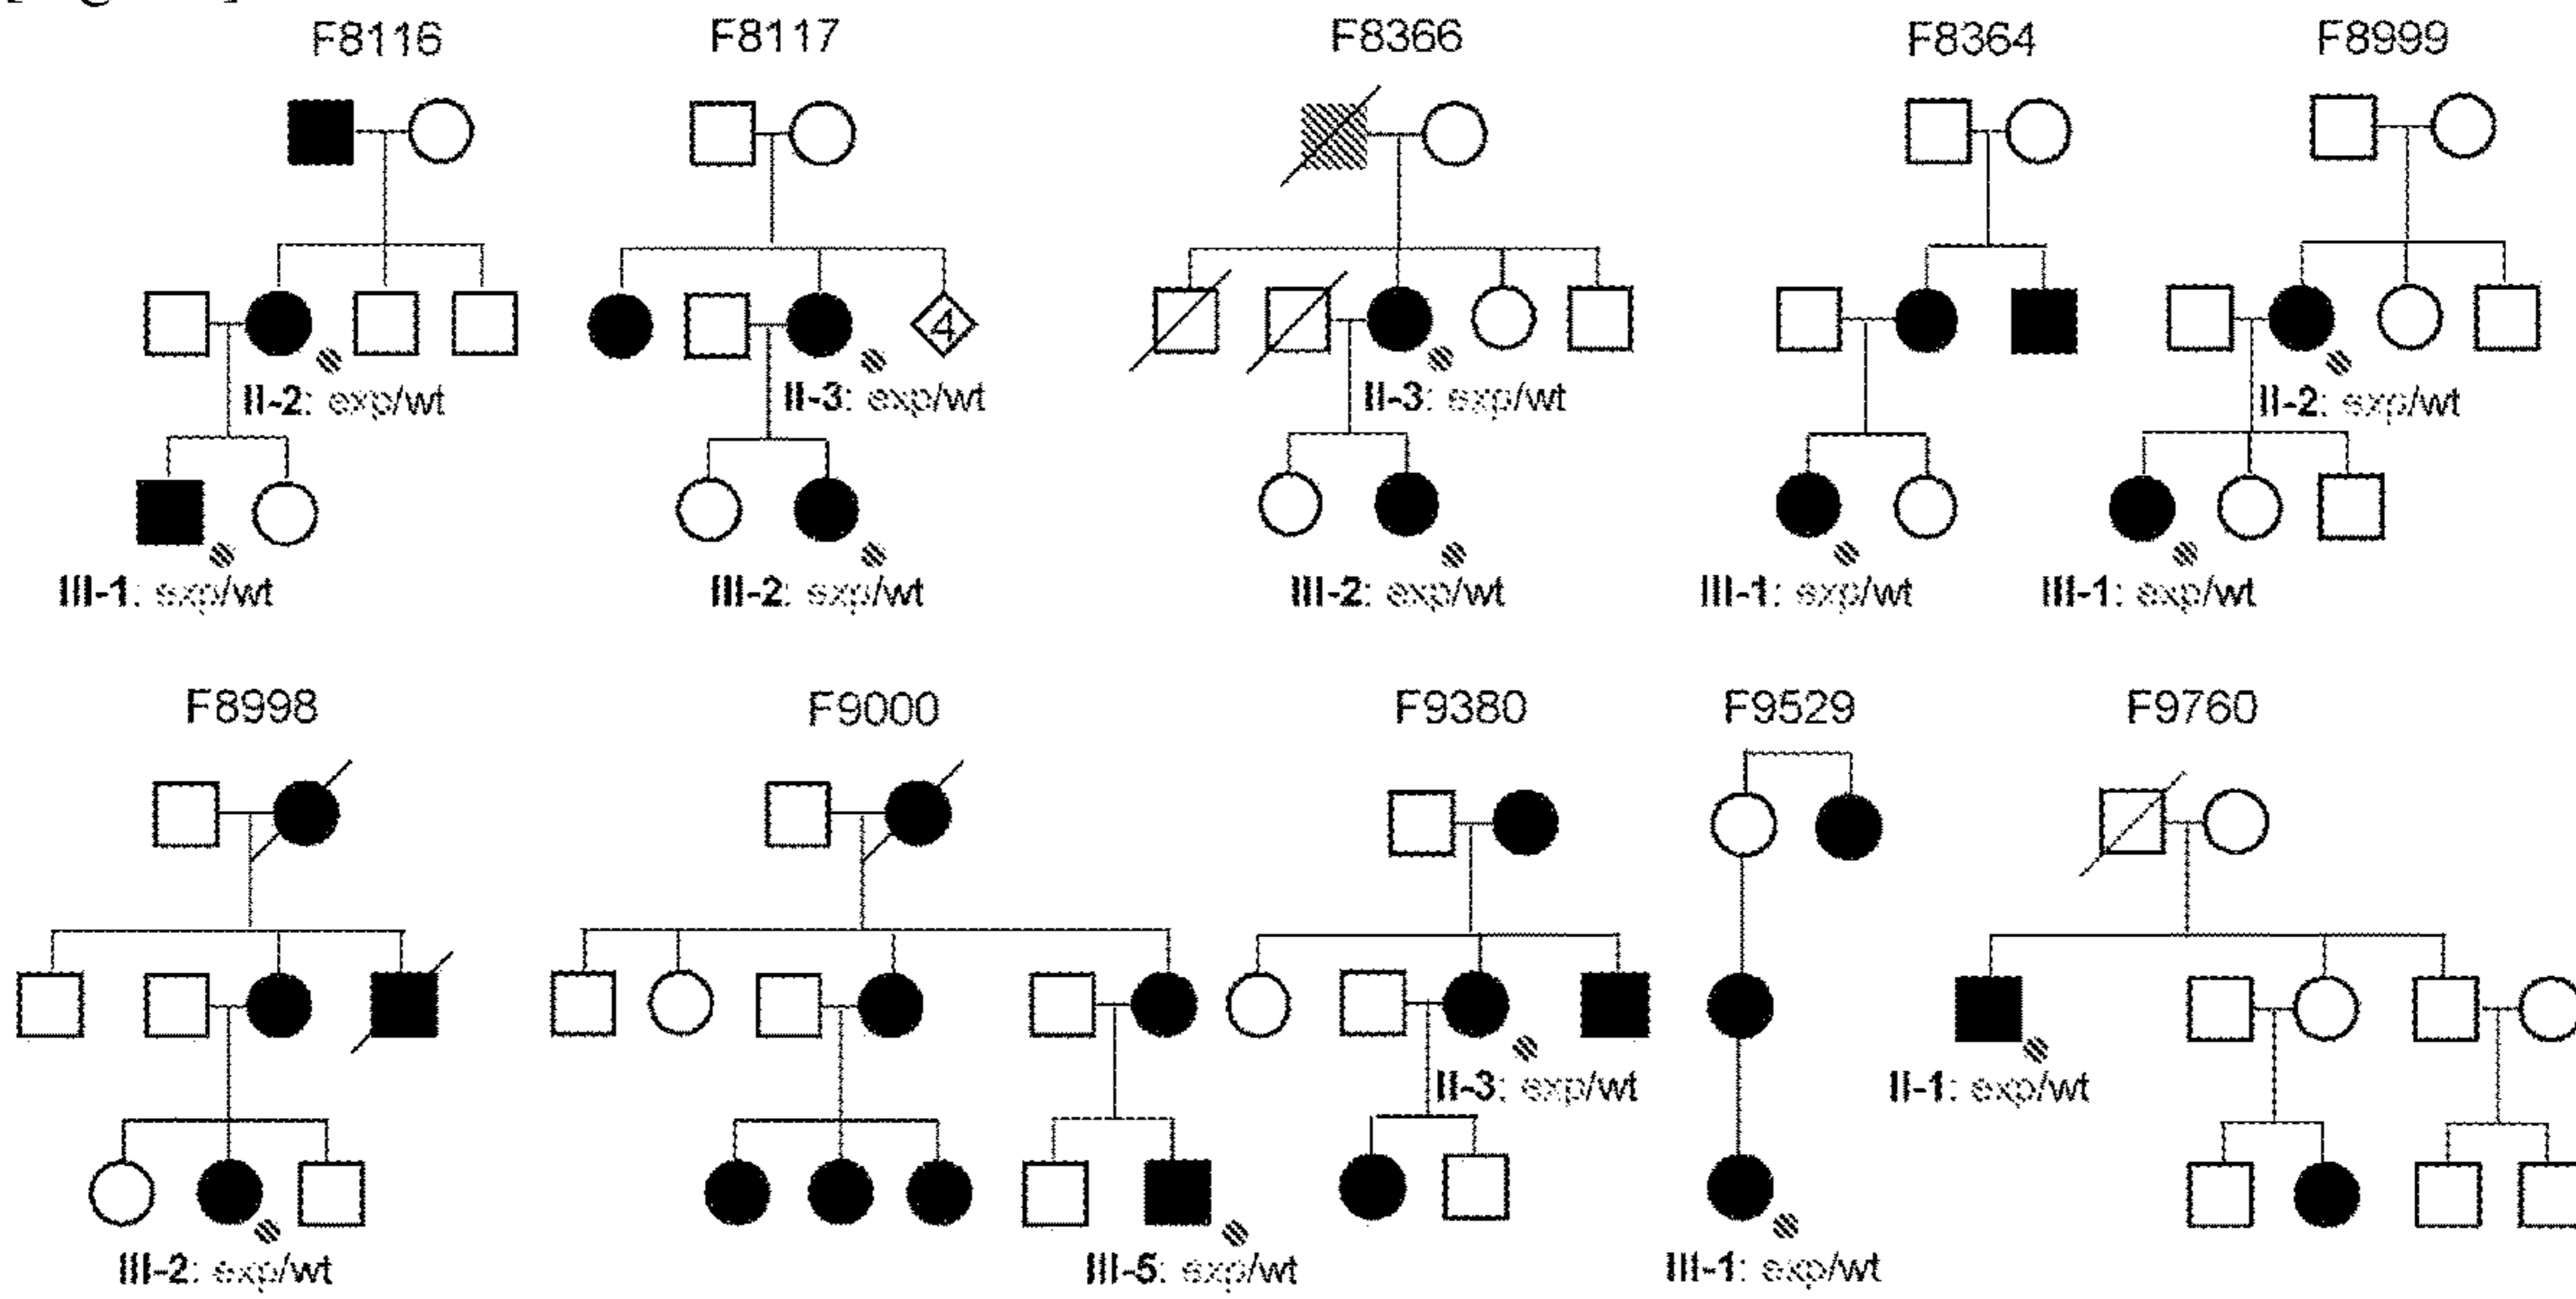 F8116 F8117 F8366 F8364 F8999
4
II-2: exp/wt II-3: exp/wt II-3: exp/wt II-2: exp/wt
III-1: exp/wt III-2: exp/wt III-2: exp/wt III-1: exp/wt III-1: exp/wt
F8998 F9000 F9380 F9529 F9760
II-3: exp/wt II-1: exp/wt
III-2: exp/wt III-5: exp/wt III-1: exp/wt